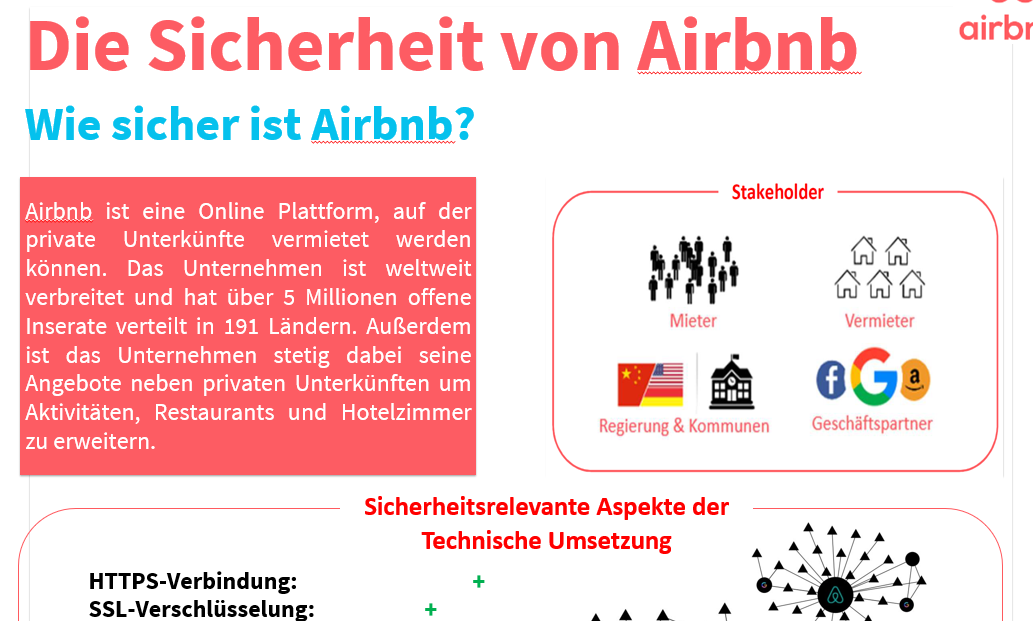 Die Sicherheit von Airbnb
Wie sicher ist Airbnb?
Airbnb ist eine Online Plattform, auf der
private Unterkünfte vermietet werden
können. Das Unternehmen ist weltweit
verbreitet und hat über 5 Millionen offene
Inserate verteilt in 191 Ländern. Außerdem
ist das Unternehmen stetig dabei seine
Angebote neben privaten Unterkünften um
Aktivitäten, Restaurants und Hotelzimmer
zu erweitern.
Stakeholder
Mieter
Vermieter
Regierung & Kommunen
Geschäftspartner
Sicherheitsrelevante Aspekte der
Technische Umsetzung
HTTPS-Verbindung: +
SSL-Verschlüsselung: +